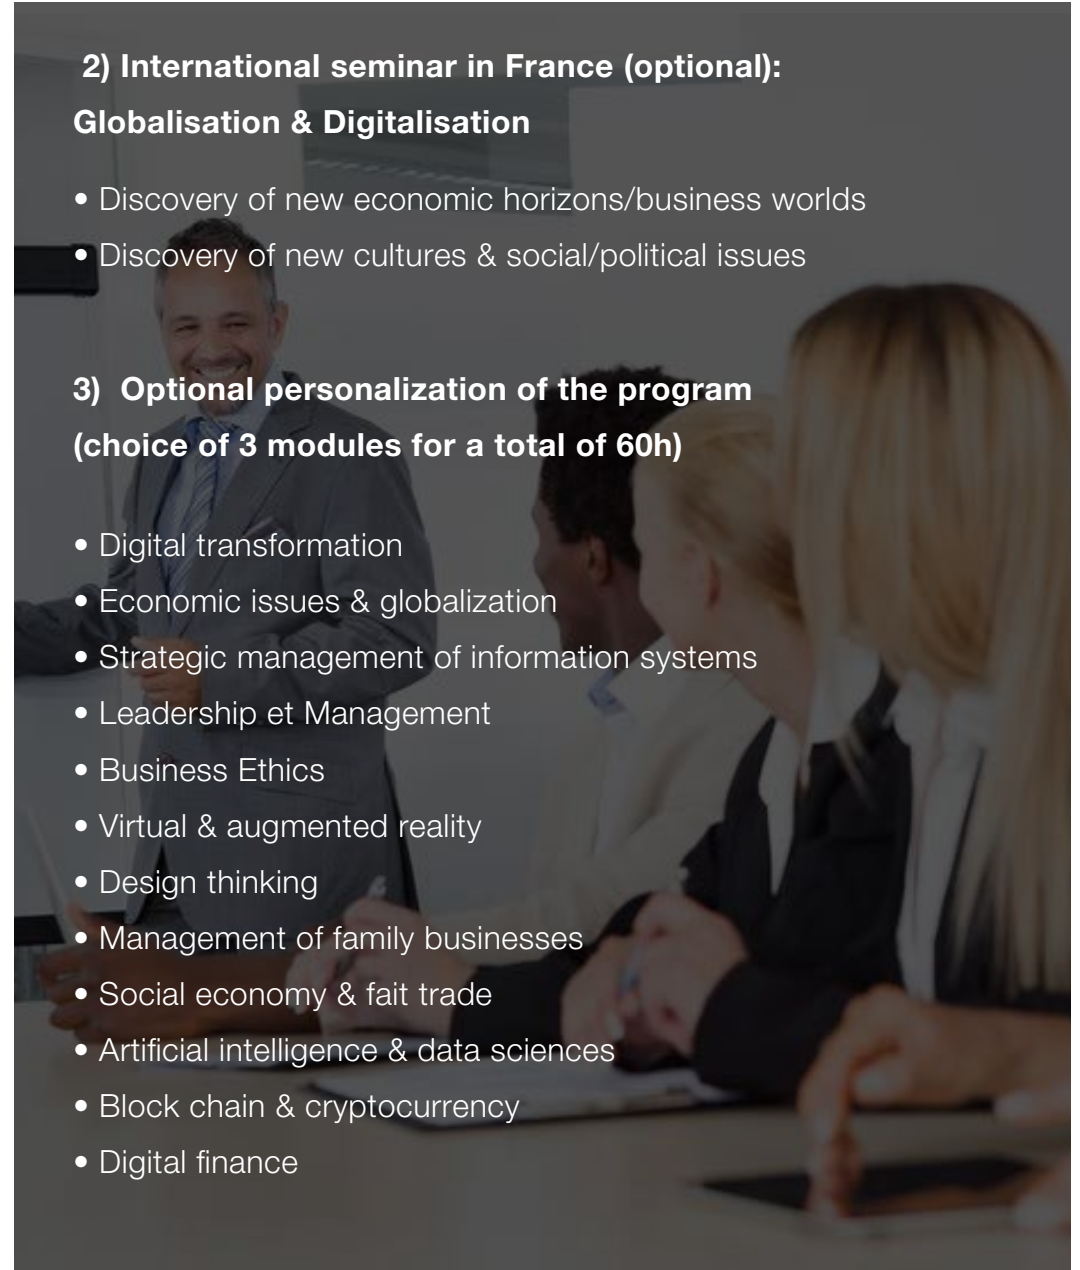 2) International seminar in France (optional):
Globalisation & Digitalisation
• Discovery of new economic horizons/business worlds
• Discovery of new cultures & social/political issues
3) Optional personalization of the program
(choice of 3 modules for a total of 60h)
• Digital transformation
• Economic issues & globalization
• Strategic management of information systems
• Leadership et Management
• Business Ethics
• Virtual & augmented reality
• Design thinking
• Management of family businesses
• Social economy & fait trade
• Artificial intelligence & data sciences
• Block chain & cryptocurrency
• Digital finance